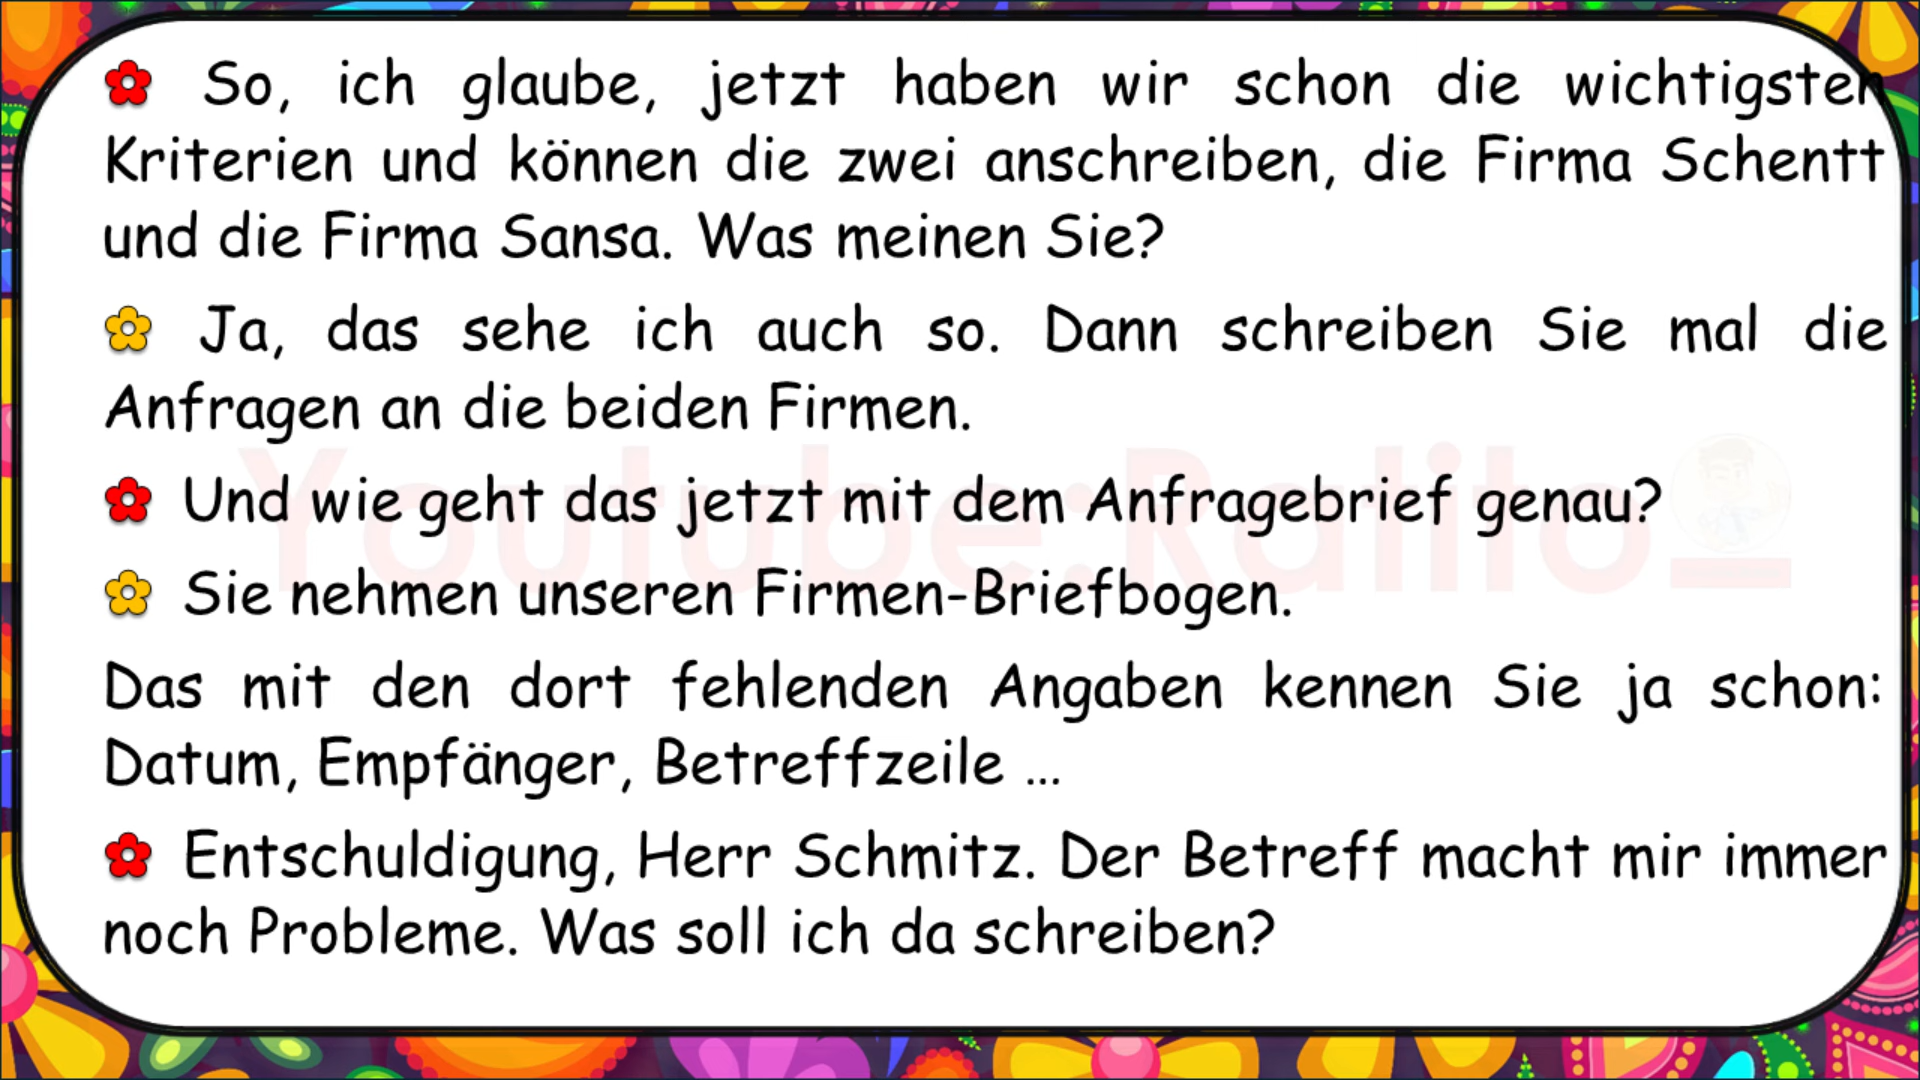 So, ich glaube, jetzt haben wir schon die wichtigsten
Kriterien und können die zwei anschreiben, die Firma Schentt
und die Firma Sansa. Was meinen Sie?
Ja, das sehe ich auch so. Dann schreiben Sie mal die
Anfragen an die beiden Firmen.
Und wie geht das jetzt mit dem Anfragebrief genau?
Sie nehmen unseren Firmen-Briefbogen.
Das mit den dort fehlenden Angaben kennen Sie ja schon:
Datum, Empfänger, Betreffzeile ...
Entschuldigung, Herr Schmitz. Der Betreff macht mir immer
noch Probleme. Was soll ich da schreiben?